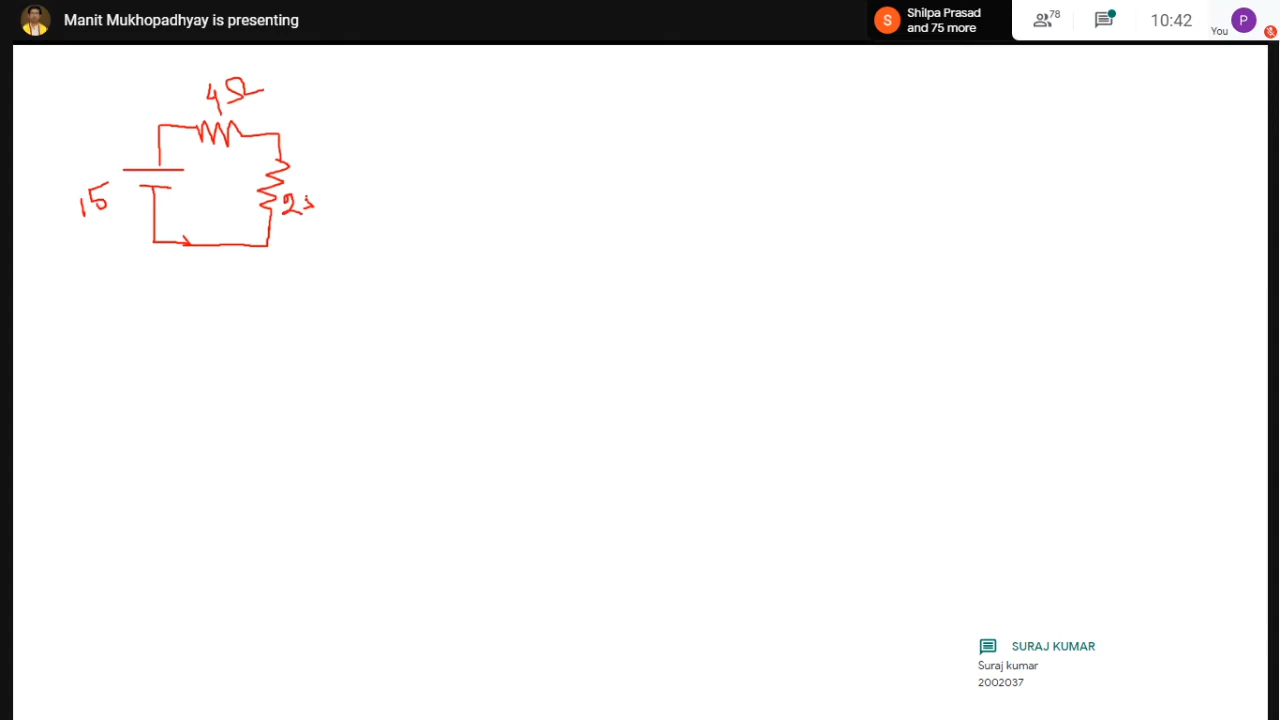 Manit Mukhopadhyay is presenting
S
Shilpa Prasad
and 75 more
78
10:42
You
P
4Ω
15
2
SURAJ KUMAR
Suraj kumar
2002037